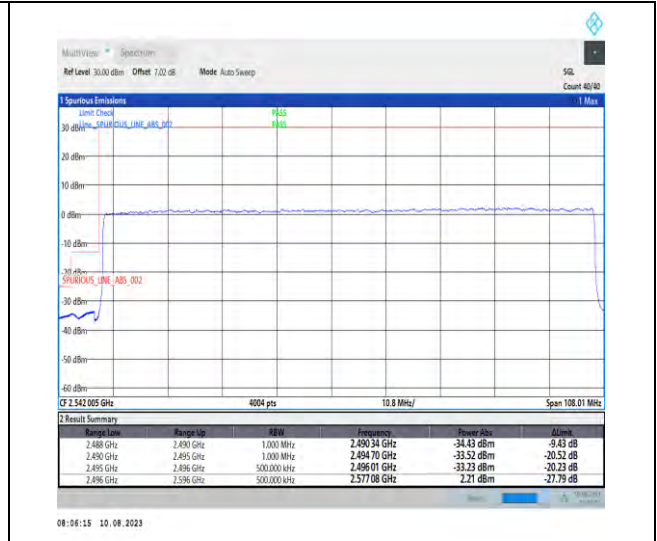 MultiView Spectrum
Ref Level 30.00 dBm Offset 7.02 dB Mode Auto Sweep SGL
Count 40/40
1 Spurious Emissions 1 Max
Limit Check PASS
Line _SPURIOUS_LINE_ABS_002 PASS
30 dBm
20 dBm
10 dBm
0 dBm
-10 dBm
-20 dBm
SPURIOUS_LINE_ABS_002
-30 dBm
-40 dBm
-50 dBm
-60 dBm
CF 2.542 005 GHz 4004 pts 10.8 MHz/ Span 108.01 MHz
2 Result Summary
Range Low Range Up RBW Frequency Power Abs ΔLimit
2.488 GHz 2.490 GHz 1.000 MHz 2.490 34 GHz -34.43 dBm -9.43 dB
2.490 GHz 2.495 GHz 1.000 MHz 2.494 70 GHz -33.52 dBm -20.52 dB
2.495 GHz 2.496 GHz 500.000 kHz 2.496 01 GHz -33.23 dBm -20.23 dB
2.496 GHz 2.596 GHz 500.000 kHz 2.577 08 GHz 2.21 dBm -27.79 dB
08:06:15 10.08.2023